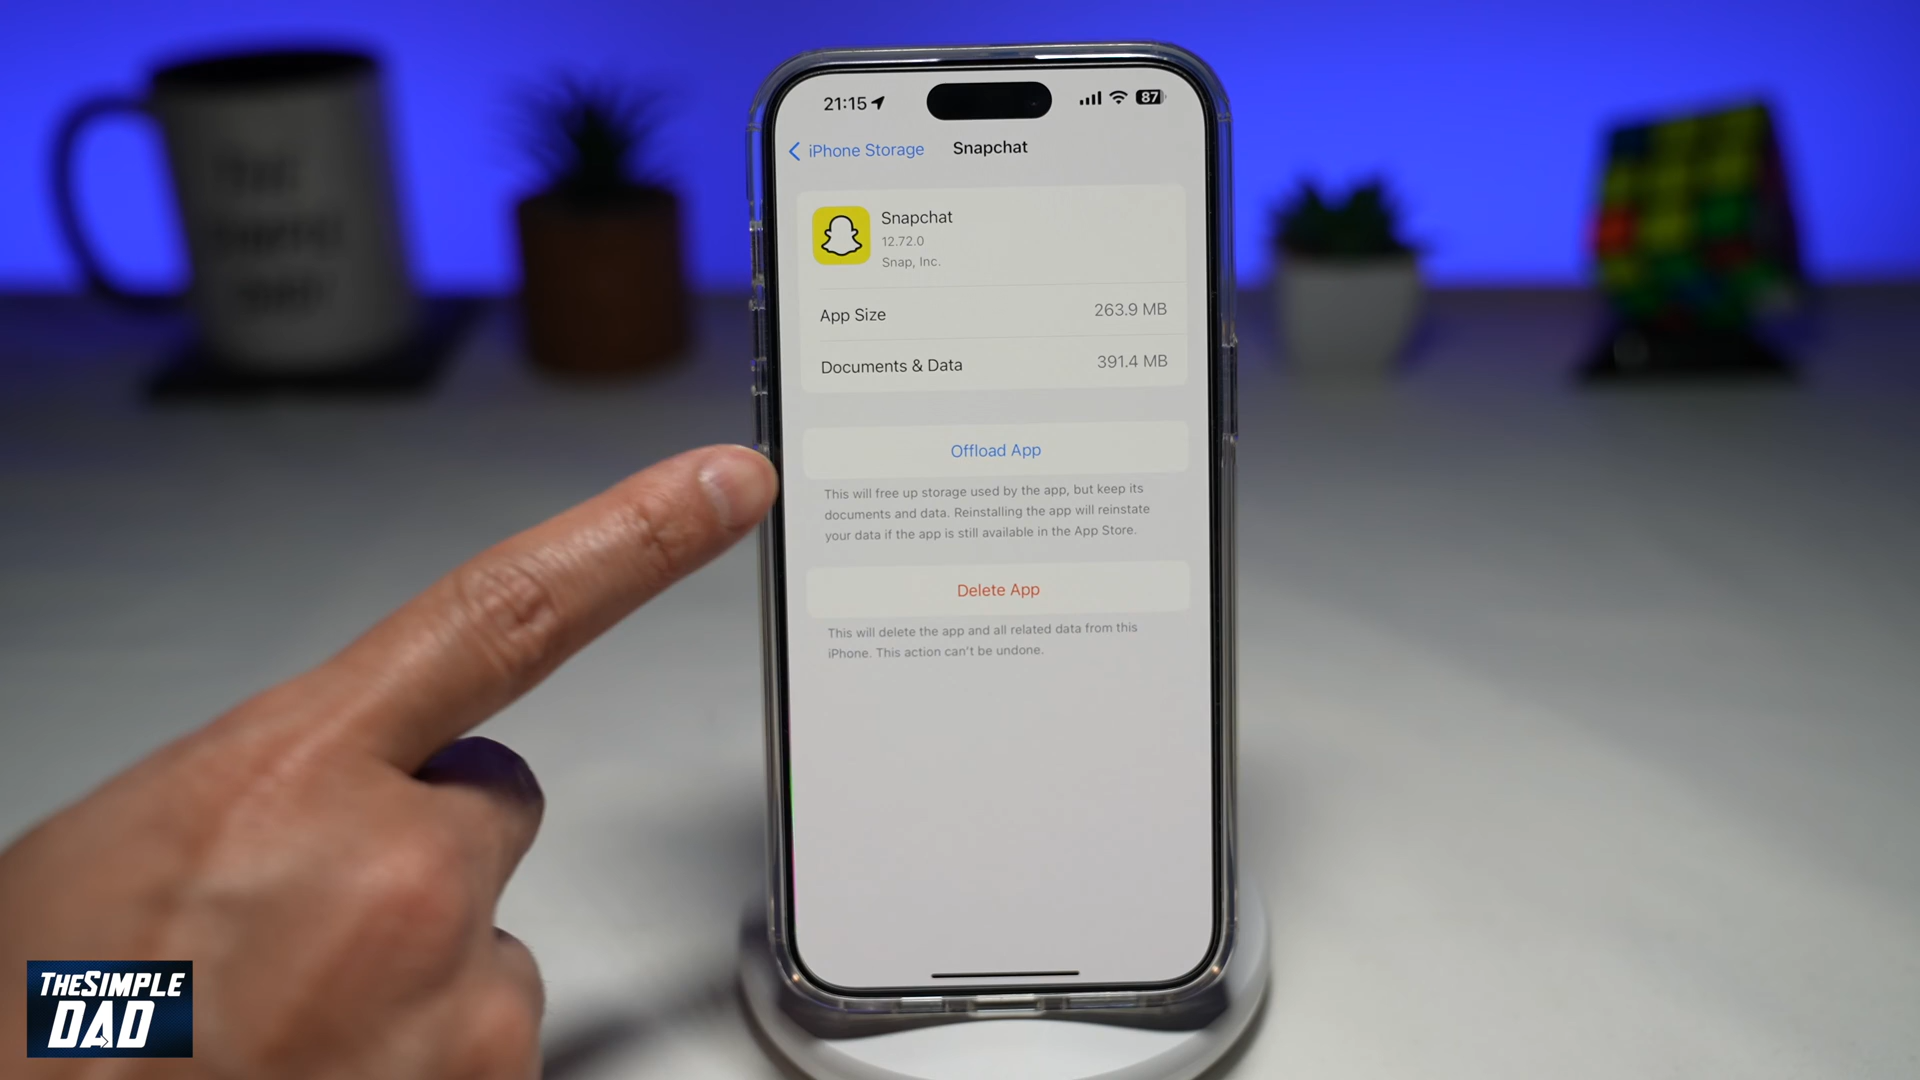 21:15
87
iPhone Storage
Snapchat
Snapchat
12.72.0
Snap, Inc.
App Size
263.9 MB
Documents & Data
391.4 MB
Offload App
This will free up storage used by the app, but keep its
documents and data. Reinstalling the app will reinstate
your data if the app is still available in the App Store.
Delete App
This will delete the app and all related data from this
iPhone. This action can't be undone.
THESIMPLE
DAD